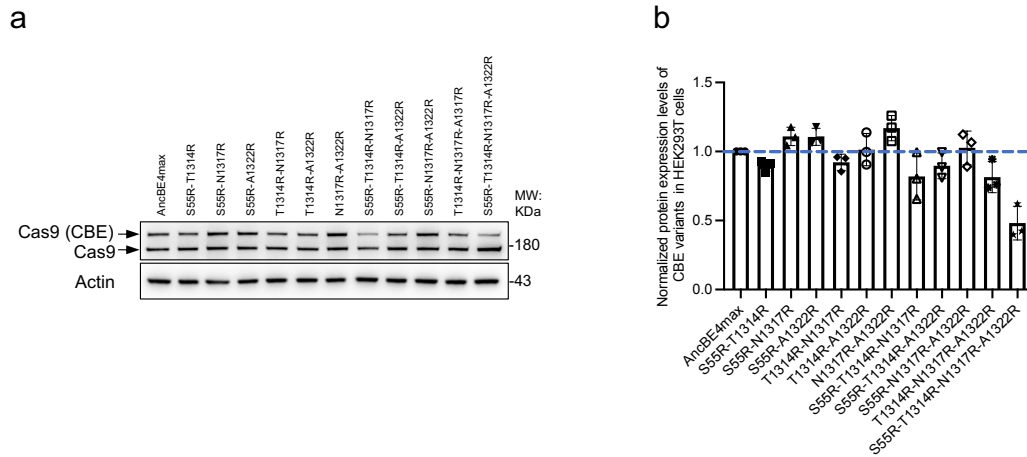 a
AncBE4max
S55R-T1314R
S55R-N1317R
S55R-A1322R
T1314R-N1317R
T1314R-A1322R
N1317R-A1322R
S55R-T1314R-N1317R
S55R-T1314R-A1322R
S55R-N1317R-A1322R
T1314R-N1317R-A1317R
S55R-T1314R-N1317R-A1322R
MW:
KDa
Cas9 (CBE)
Cas9
-180
Actin
-43
b
Normalized protein expression levels of
CBE variants in HEK293T cells
1.5
1.0
0.5
0.0
AncBE4max
S55R-T1314R
S55R-N1317R
S55R-A1322R
T1314R-N1317R
T1314R-A1322R
N1317R-A1322R
S55R-T1314R-N1317R
S55R-T1314R-A1322R
S55R-N1317R-A1322R
T1314R-N1317R-A1322R
S55R-T1314R-N1317R-A1322R